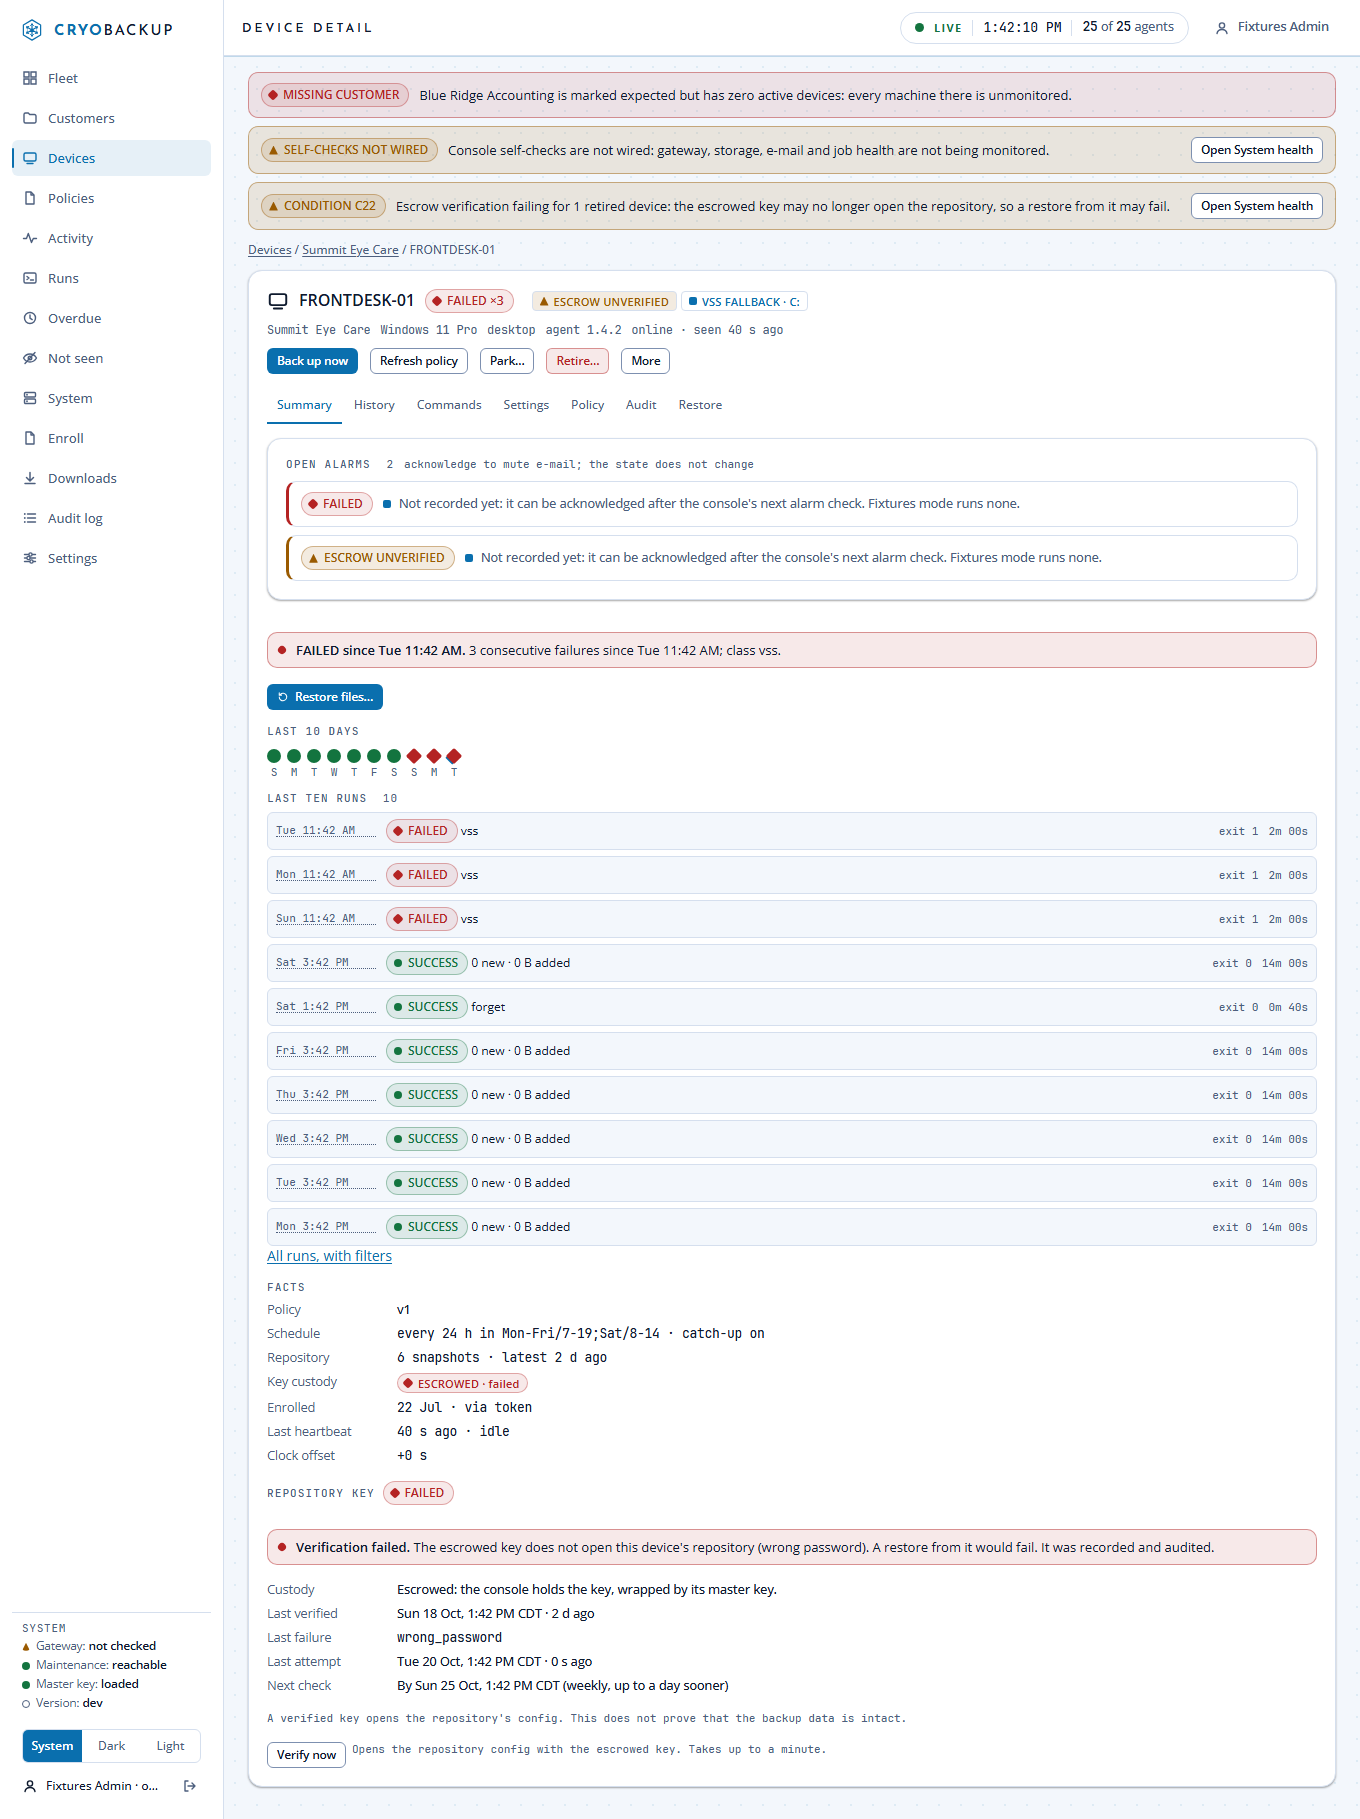 CRYOBACKUP
DEVICE DETAIL
LIVE 1:42:10 PM 25 of 25 agents
Fixtures Admin
Fleet
Customers
Devices
Policies
Activity
Runs
Overdue
Not seen
System
Enroll
Downloads
Audit log
Settings
MISSING CUSTOMER Blue Ridge Accounting is marked expected but has zero active devices: every machine there is unmonitored.
SELF-CHECKS NOT WIRED Console self-checks are not wired: gateway, storage, e-mail and job health are not being monitored. Open System health
CONDITION C22 Escrow verification failing for 1 retired device: the escrowed key may no longer open the repository, so a restore from it may fail. Open System health
Devices / Summit Eye Care / FRONTDESK-01
FRONTDESK-01 FAILED ×3 ESCROW UNVERIFIED VSS FALLBACK · C:
Summit Eye Care Windows 11 Pro desktop agent 1.4.2 online · seen 40 s ago
Back up now Refresh policy Park... Retire... More
Summary History Commands Settings Policy Audit Restore
OPEN ALARMS 2 acknowledge to mute e-mail; the state does not change
FAILED Not recorded yet: it can be acknowledged after the console's next alarm check. Fixtures mode runs none.
ESCROW UNVERIFIED Not recorded yet: it can be acknowledged after the console's next alarm check. Fixtures mode runs none.
FAILED since Tue 11:42 AM. 3 consecutive failures since Tue 11:42 AM; class vss.
Restore files...
LAST 10 DAYS
S M T W T F S S M T
LAST TEN RUNS 10
Tue 11:42 AM FAILED vss exit 1 2m 00s
Mon 11:42 AM FAILED vss exit 1 2m 00s
Sun 11:42 AM FAILED vss exit 1 2m 00s
Sat 3:42 PM SUCCESS 0 new · 0 B added exit 0 14m 00s
Sat 1:42 PM SUCCESS forget exit 0 0m 40s
Fri 3:42 PM SUCCESS 0 new · 0 B added exit 0 14m 00s
Thu 3:42 PM SUCCESS 0 new · 0 B added exit 0 14m 00s
Wed 3:42 PM SUCCESS 0 new · 0 B added exit 0 14m 00s
Tue 3:42 PM SUCCESS 0 new · 0 B added exit 0 14m 00s
Mon 3:42 PM SUCCESS 0 new · 0 B added exit 0 14m 00s
All runs, with filters
FACTS
Policy v1
Schedule every 24 h in Mon-Fri/7-19;Sat/8-14 · catch-up on
Repository 6 snapshots · latest 2 d ago
Key custody ESCROWED · failed
Enrolled 22 Jul · via token
Last heartbeat 40 s ago · idle
Clock offset +0 s
REPOSITORY KEY FAILED
Verification failed. The escrowed key does not open this device's repository (wrong password). A restore from it would fail. It was recorded and audited.
Custody Escrowed: the console holds the key, wrapped by its master key.
Last verified Sun 18 Oct, 1:42 PM CDT · 2 d ago
Last failure wrong_password
Last attempt Tue 20 Oct, 1:42 PM CDT · 0 s ago
Next check By Sun 25 Oct, 1:42 PM CDT (weekly, up to a day sooner)
A verified key opens the repository's config. This does not prove that the backup data is intact.
Verify now Opens the repository config with the escrowed key. Takes up to a minute.
SYSTEM
Gateway: not checked
Maintenance: reachable
Master key: loaded
Version: dev
System Dark Light
Fixtures Admin · o...